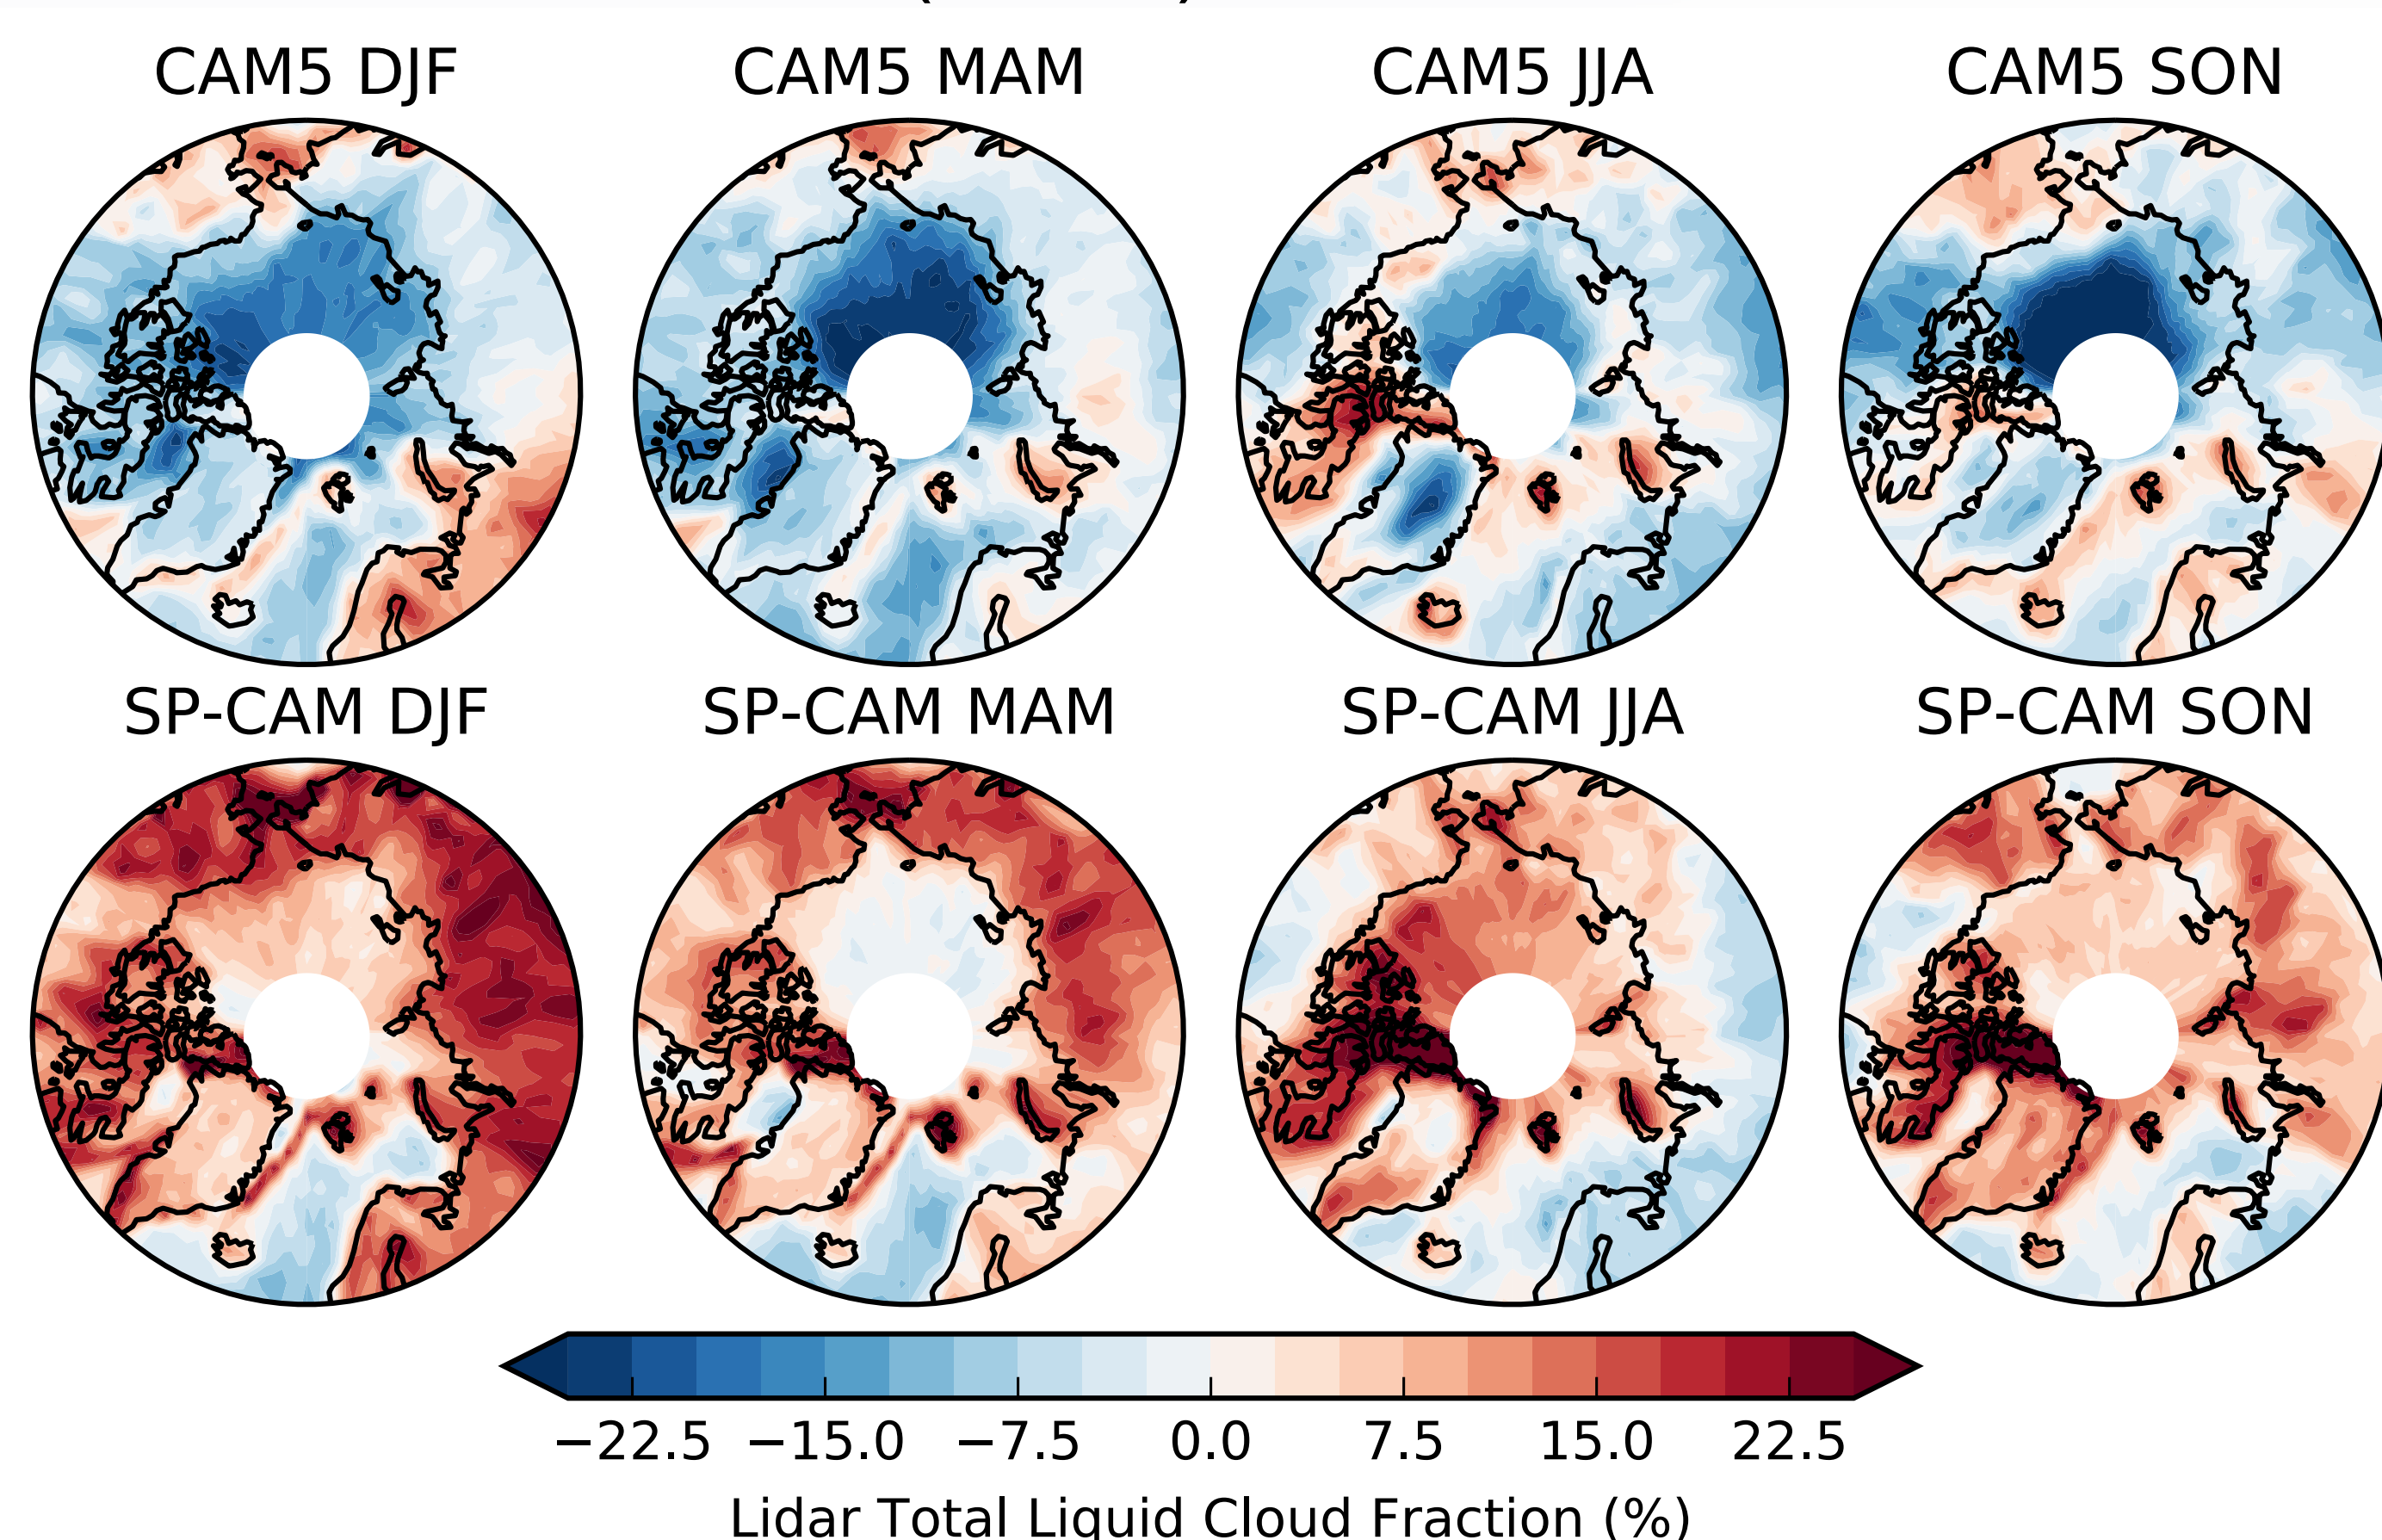 CAM5 DJF CAM5 MAM CAM5 JJA CAM5 SON
SP-CAM DJF SP-CAM MAM SP-CAM JJA SP-CAM SON
−22.5 −15.0 −7.5 0.0 7.5 15.0 22.5
Lidar Total Liquid Cloud Fraction (%)